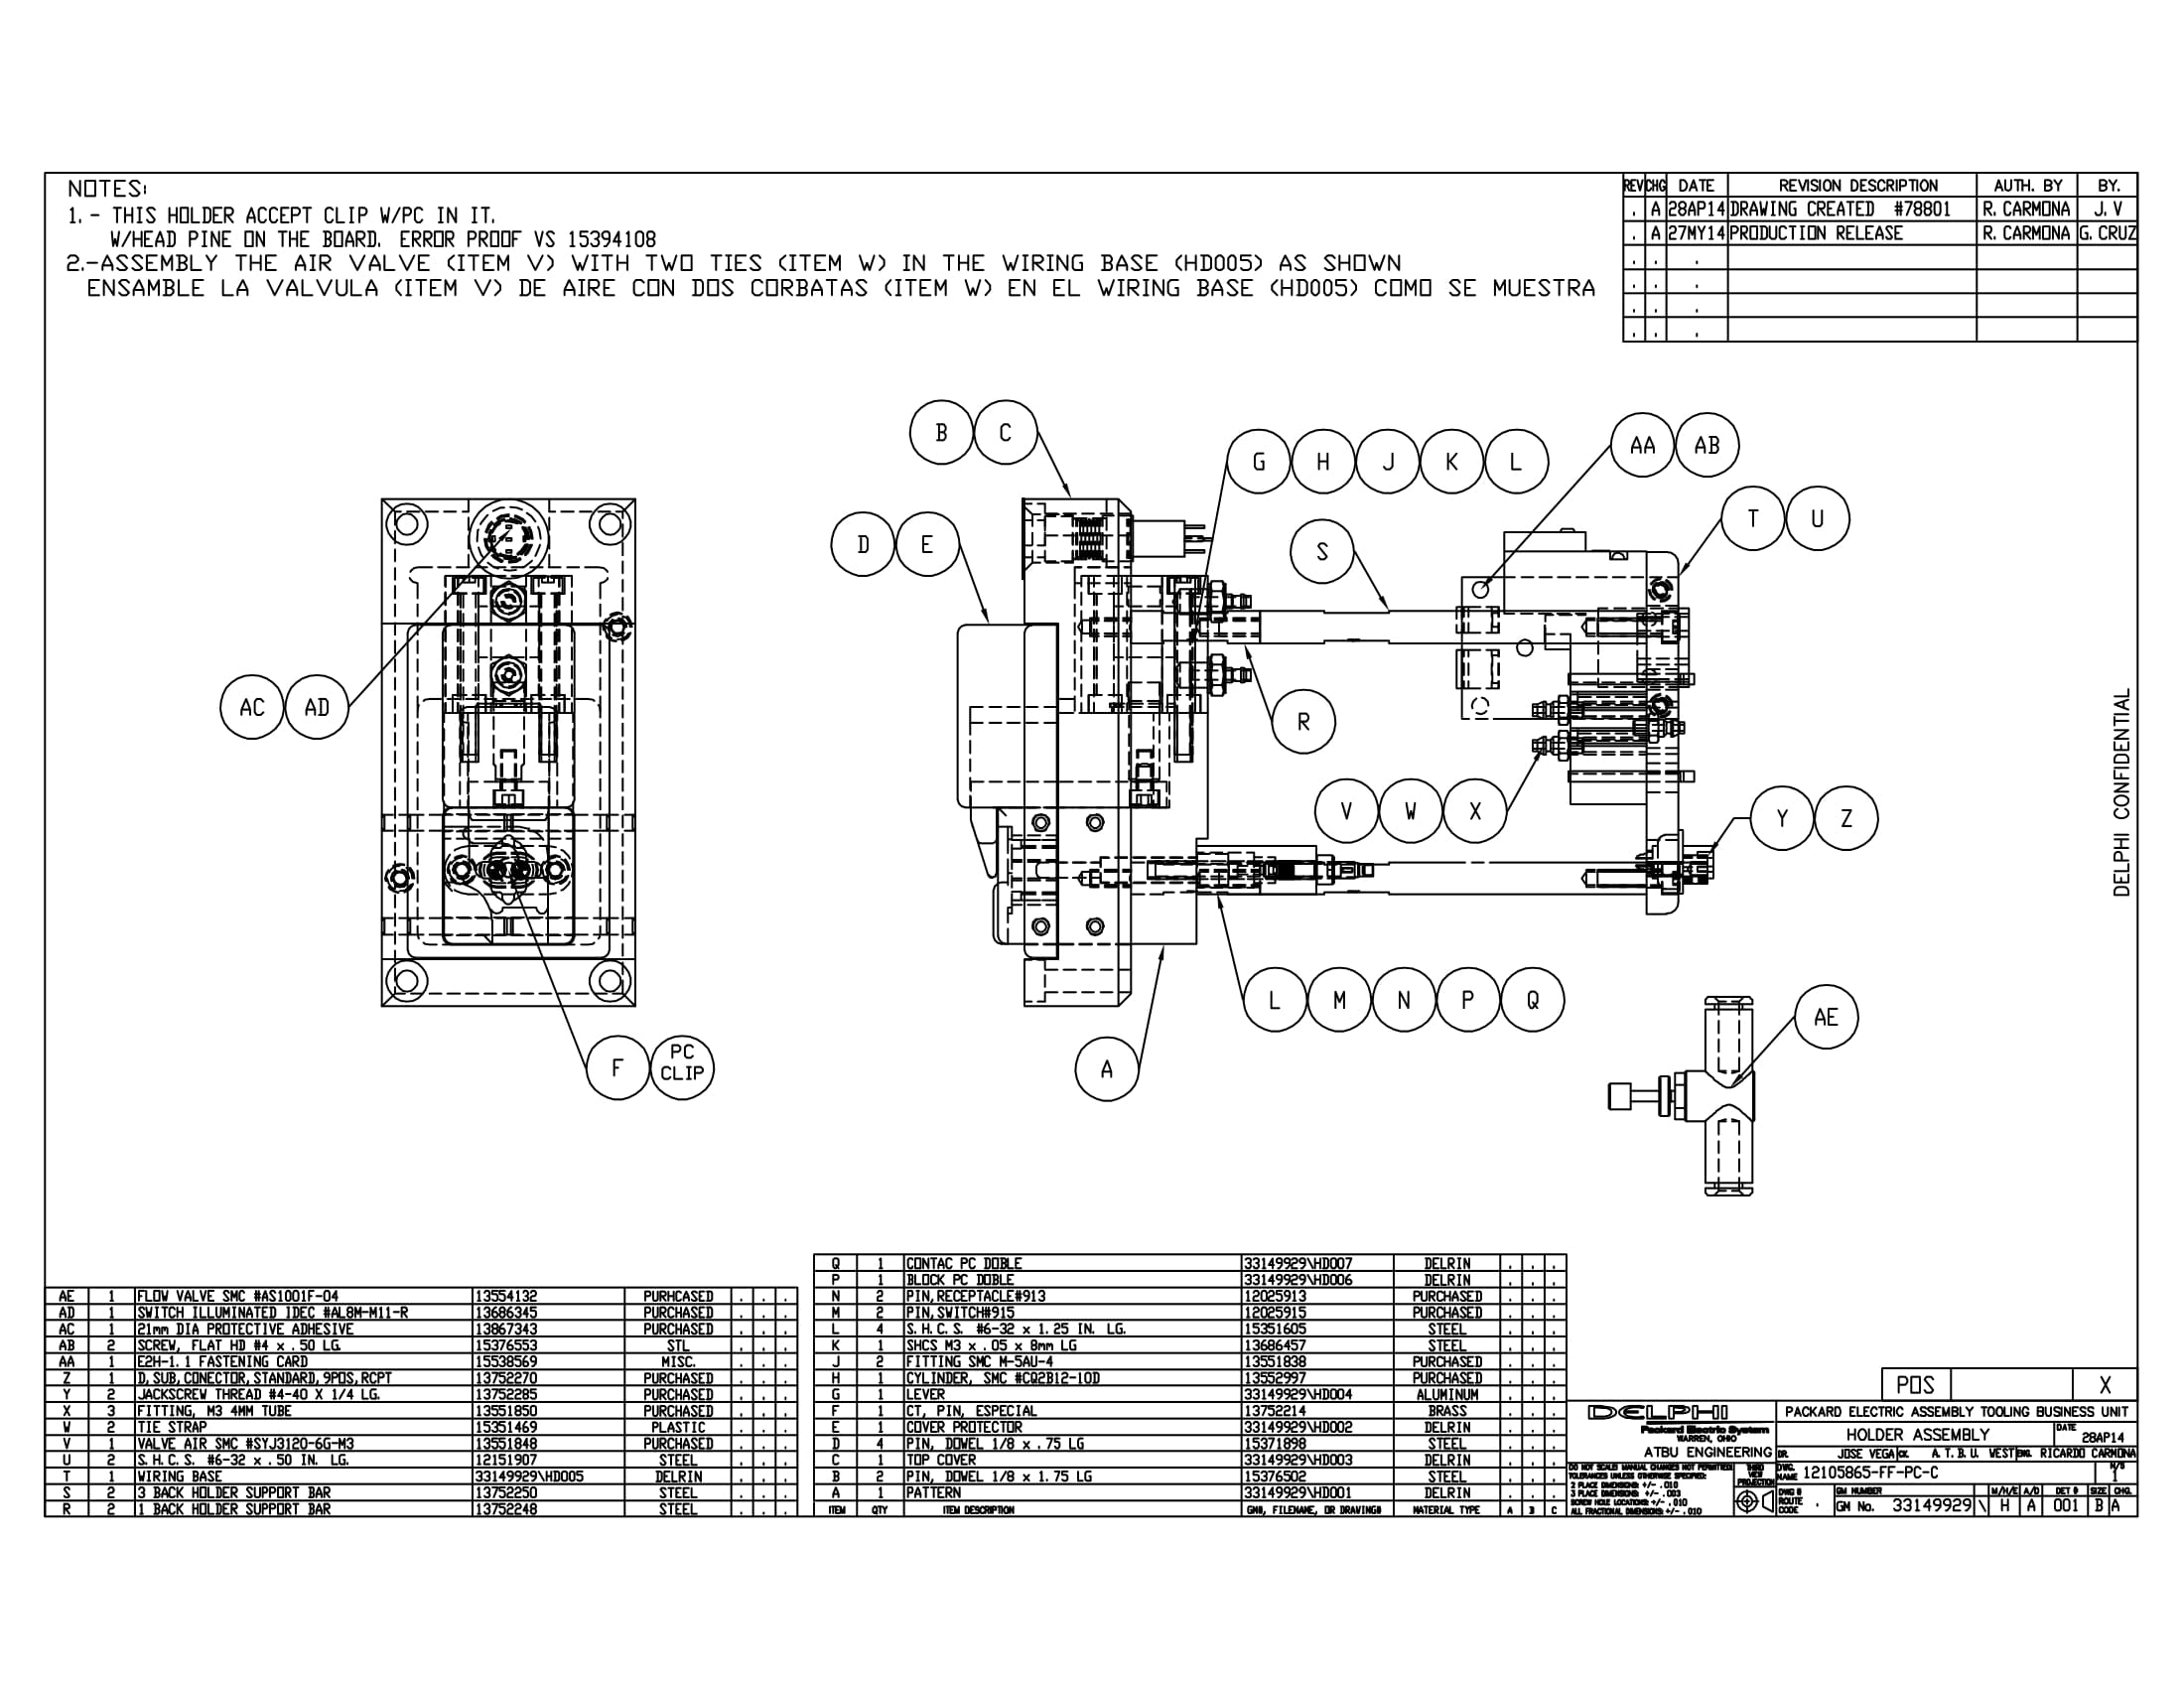 NOTES:
1. - THIS HOLDER ACCEPT CLIP W/PC IN IT.
W/HEAD PINE ON THE BOARD. ERROR PROOF VS 15394108
2.-ASSEMBLY THE AIR VALVE (ITEM V) WITH TWO TIES (ITEM W) IN THE WIRING BASE (HD005) AS SHOWN
ENSAMBLE LA VALVULA (ITEM V) DE AIRE CON DOS CORBATAS (ITEM W) EN EL WIRING BASE (HD005) COMO SE MUESTRA
REV CHG DATE REVISION DESCRIPTION AUTH. BY BY.
. A 28AP14 DRAWING CREATED #78801 R. CARMONA J. V
. A 27MY14 PRODUCTION RELEASE R. CARMONA G. CRUZ
. . .
. . .
. . .
. . .
B C
G H J K L
AA AB
D E
S
T U
AC AD
R
V W X
Y Z
DELPHI CONFIDENTIAL
L M N P Q
AE
F PC CLIP
A
AE 1 FLOW VALVE SMC #AS1001F-04 13554132 PURHCASED . . .
AD 1 SWITCH ILLUMINATED IDEC #AL8M-M11-R 13686345 PURCHASED . . .
AC 1 21mm DIA PROTECTIVE ADHESIVE 13867343 PURCHASED . . .
AB 2 SCREW, FLAT HD #4 x .50 LG. 15376553 STL . . .
AA 1 E2H-1.1 FASTENING CARD 15538569 MISC. . . .
Z 1 D,SUB,CONECTOR,STANDARD,9POS,RCPT 13752270 PURCHASED . . .
Y 2 JACKSCREW THREAD #4-40 X 1/4 LG. 13752285 PURCHASED . . .
X 3 FITTING, M3 4MM TUBE 13551850 PURCHASED . . .
W 2 TIE STRAP 15351469 PLASTIC . . .
V 1 VALVE AIR SMC #SYJ3120-6G-M3 13551848 PURCHASED . . .
U 2 S.H.C.S. #6-32 x .50 IN. LG. 12151907 STEEL . . .
T 1 WIRING BASE 33149929\HD005 DELRIN . . .
S 2 3 BACK HOLDER SUPPORT BAR 13752250 STEEL . . .
R 2 1 BACK HOLDER SUPPORT BAR 13752248 STEEL . . .
Q 1 CONTAC PC DOBLE 33149929\HD007 DELRIN . . .
P 1 BLOCK PC DOBLE 33149929\HD006 DELRIN . . .
N 2 PIN,RECEPTACLE#913 12025913 PURCHASED . . .
M 2 PIN,SWITCH#915 12025915 PURCHASED . . .
L 4 S.H.C.S. #6-32 x 1.25 IN. LG. 15351605 STEEL . . .
K 1 SHCS M3 x .05 x 8mm LG 13686457 STEEL . . .
J 2 FITTING SMC M-5AU-4 13551838 PURCHASED . . .
H 1 CYLINDER, SMC #CQ2B12-10D 13552997 PURCHASED . . .
G 1 LEVER 33149929\HD004 ALUMINUM . . .
F 1 CT, PIN, ESPECIAL 13752214 BRASS . . .
E 1 COVER PROTECTOR 33149929\HD002 DELRIN . . .
D 4 PIN, DOWEL 1/8 x .75 LG 15371898 STEEL . . .
C 1 TOP COVER 33149929\HD003 DELRIN . . .
B 2 PIN, DOWEL 1/8 x 1.75 LG 15376502 STEEL . . .
A 1 PATTERN 33149929\HD001 DELRIN . . .
ITEM QTY ITEM DESCRIPTION GM#, FILENAME, OR DRAWING# MATERIAL TYPE A B C
POS X
DELPHI PACKARD ELECTRIC ASSEMBLY TOOLING BUSINESS UNIT
Packard Electric System
WARREN, OHIO
HOLDER ASSEMBLY DATE 28AP14
ATBU ENGINEERING DR. JOSE VEGA CK. A.T.B.U. WEST ENG. RICARDO CARMONA
DO NOT SCALE MANUAL CHANGES NOT PERMITTED
TOLERANCES UNLESS OTHERWISE SPECIFIED:
2 PLACE DIMENSIONS +/- .010
3 PLACE DIMENSIONS: +/- .003
SCREW HOLE LOCATIONS: +/- .010
ALL FRACTIONAL DIMENSIONS: +/- .010
THIRD VIEW PROJECTION
DWG. NAME 12105865-FF-PC-C 1
DWG # ROUTE CODE .
GM NUMBER M/H/E A/D DET # SIZE CHG.
GM No. 33149929 \ H A 001 B A